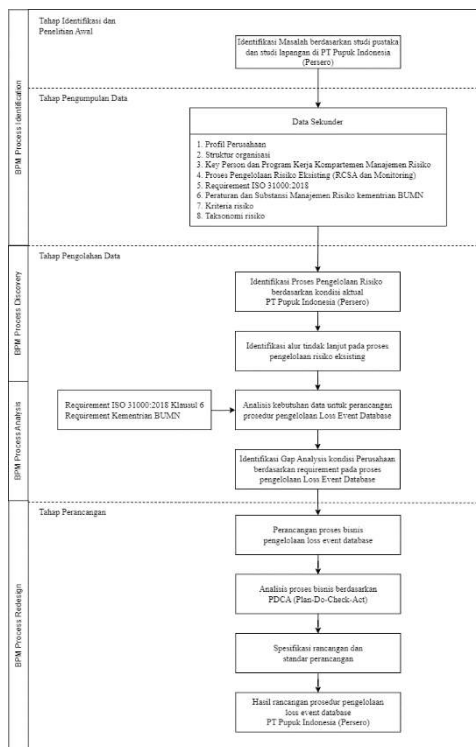 Tahap Identifikasi dan
Penelitian Awal
BPM Process Identification
Identifikasi Masalah berdasarkan studi pustaka
dan studi lapangan di PT Pupuk Indonesia
(Persero)
Tahap Pengumpulan Data
Data Sekunder
1. Profil Perusahaan
2. Struktur organisasi
3. Key Person dan Program Kerja Kompartemen Manajemen Risiko
4. Proses Pengelolaan Risiko Eksisting (RCSA dan Monitoring)
5. Requirement ISO 31000:2018
6. Peraturan dan Substansi Manajemen Risiko kementrian BUMN
7. Kriteria risiko
8. Taksonomi risiko
BPM Process Discovery
Tahap Pengolahan Data
Identifikasi Proses Pengelolaan Risiko
berdasarkan kondisi aktual
PT Pupuk Indonesia (Persero)
Identifikasi alur tindak lanjut pada proses
pengelolaan risiko eksisting
BPM Process Analysis
Requirement ISO 31000:2018 Klausul 6
Requirement Kementrian BUMN
Analisis kebutuhan data untuk perancangan
prosedur pengelolaan Loss Event Database
Identifikasi Gap Analysis kondisi Perusahaan
berdasarkan requirement pada proses
pengelolaan Loss Event Database
BPM Process Redesign
Tahap Perancangan
Perancangan proses bisnis
pengelolaan loss event database
Analisis proses bisnis berdasarkan
PDCA (Plan-Do-Check-Act)
Spesifikasi rancangan dan
standar perancangan
Hasil rancangan prosedur pengelolaan
loss event database
PT Pupuk Indonesia (Persero)